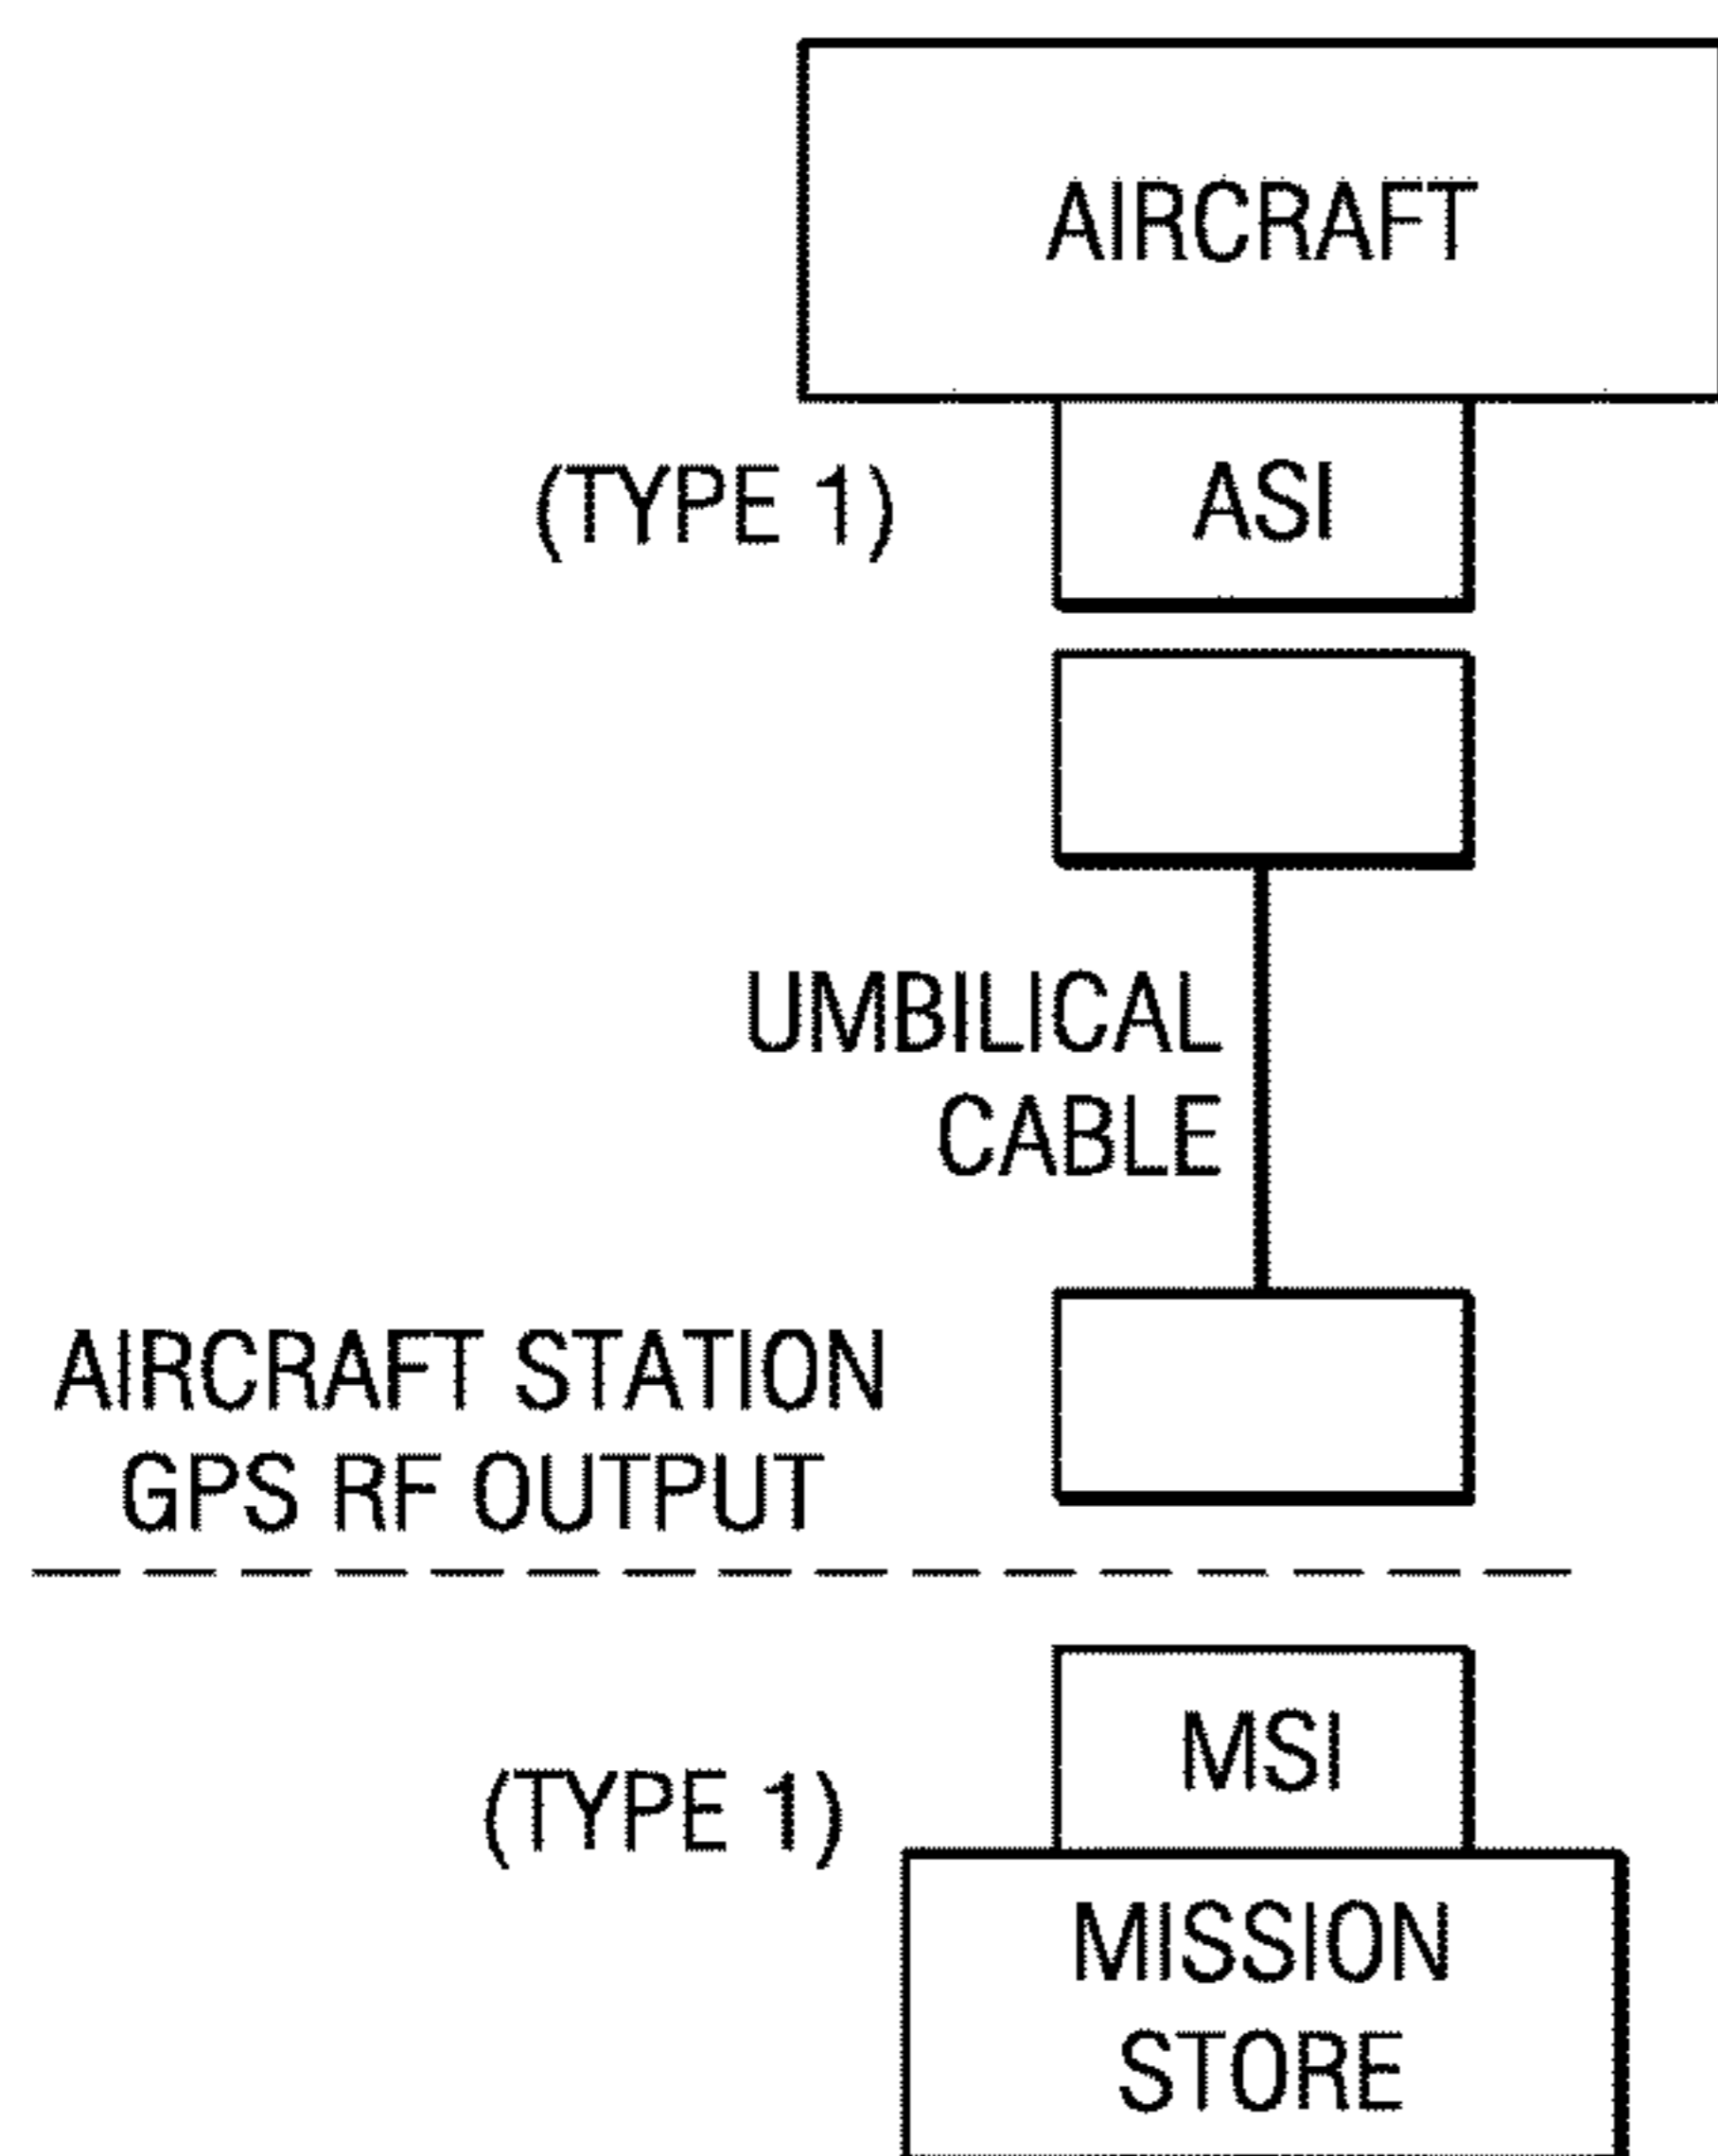 AIRCRAFT
(TYPE 1)
ASI
UMBILICAL
CABLE
AIRCRAFT STATION
GPS RF OUTPUT
MSI
(TYPE 1)
MISSION
STORE